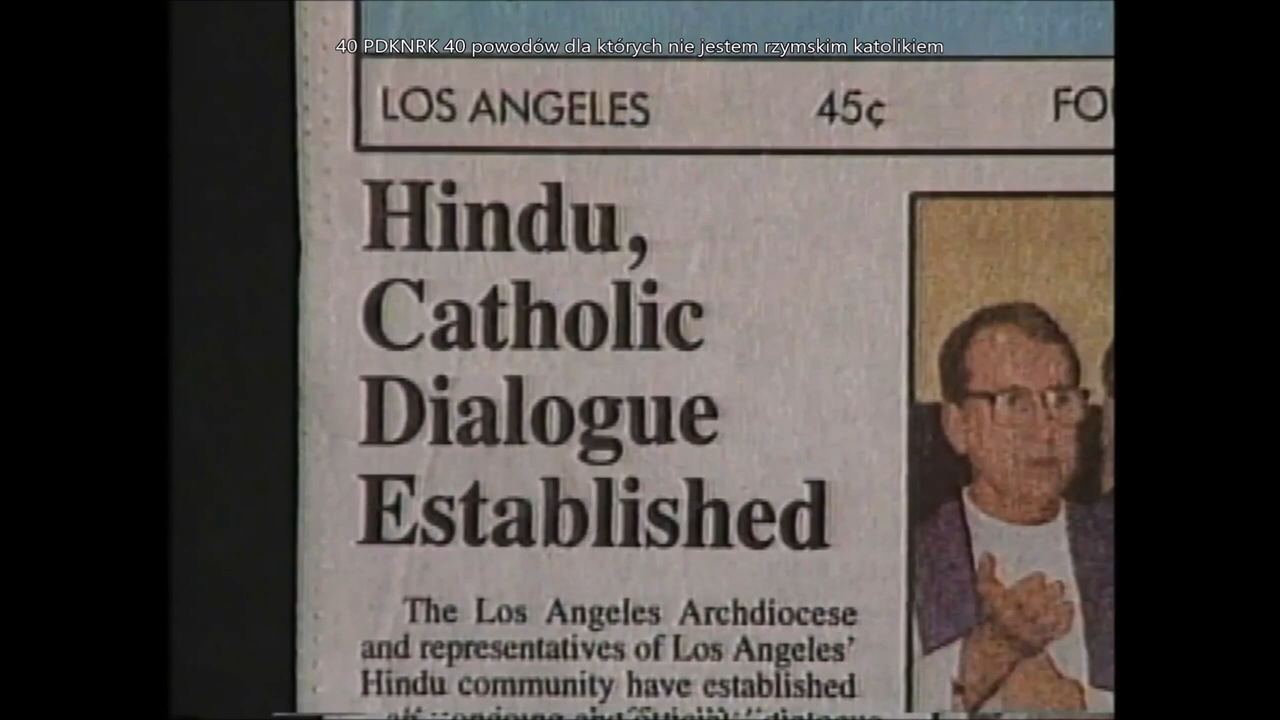 40 PDKNRK 40 powodów dla których nie jestem rzymskim katolikiem
LOS ANGELES 45¢ FO
Hindu,
Catholic
Dialogue
Established
The Los Angeles Archdiocese
and representatives of Los Angeles'
Hindu community have established